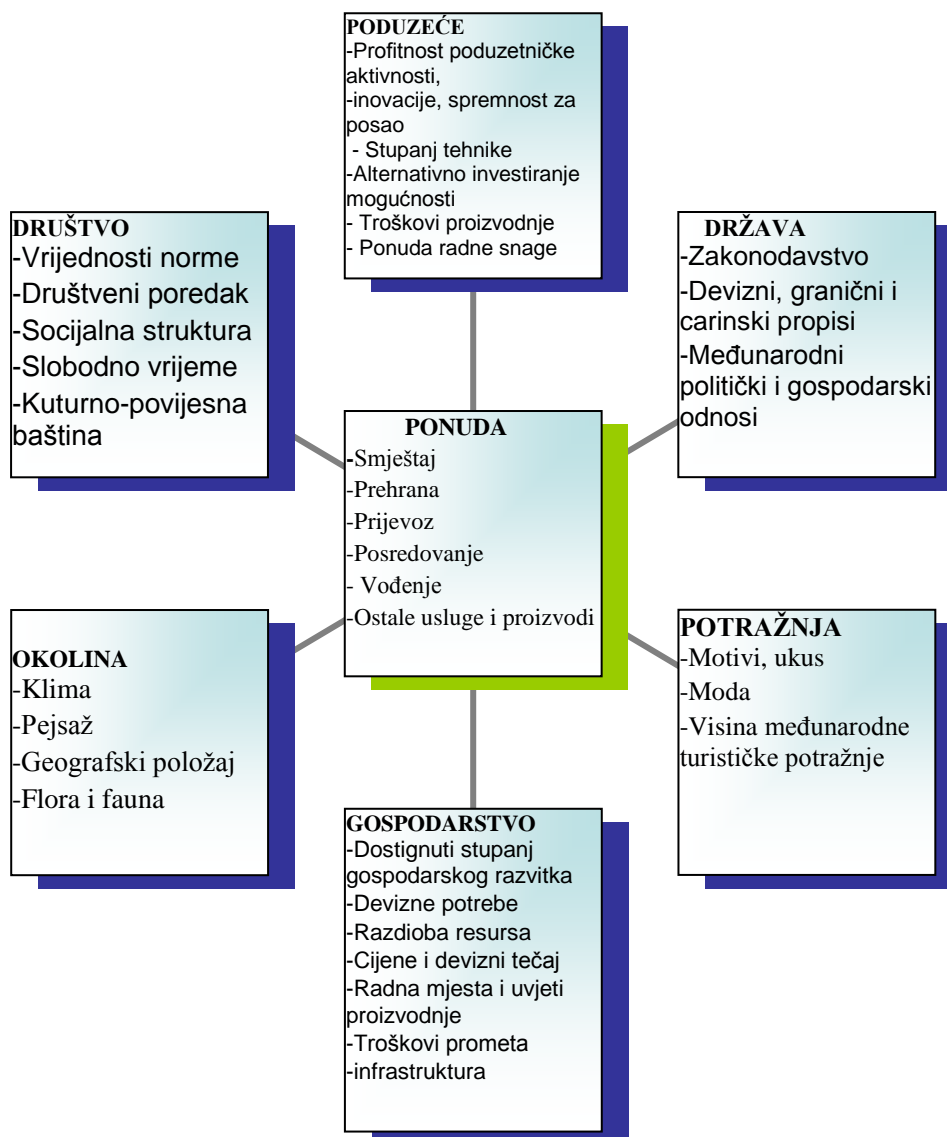 PODUZEĆE
-Profitnost poduzetničke
aktivnosti,
-inovacije, spremnost za
posao
- Stupanj tehnike
-Alternativno investiranje
mogućnosti
- Troškovi proizvodnje
- Ponuda radne snage
DRUŠTVO
-Vrijednosti norme
-Društveni poredak
-Socijalna struktura
-Slobodno vrijeme
-Kuturno-povijesna
baština
DRŽAVA
-Zakonodavstvo
-Devizni, granični i
carinski propisi
-Međunarodni
politički i gospodarski
odnosi
PONUDA
-Smještaj
-Prehrana
-Prijevoz
-Posredovanje
- Vođenje
-Ostale usluge i proizvodi
OKOLINA
-Klima
-Pejsaž
-Geografski položaj
-Flora i fauna
POTRAŽNJA
-Motivi, ukus
-Moda
-Visina međunarodne
turističke potražnje
GOSPODARSTVO
-Dostignuti stupanj
gospodarskog razvitka
-Devizne potrebe
-Razdioba resursa
-Cijene i devizni tečaj
-Radna mjesta i uvjeti
proizvodnje
-Troškovi prometa
-infrastruktura